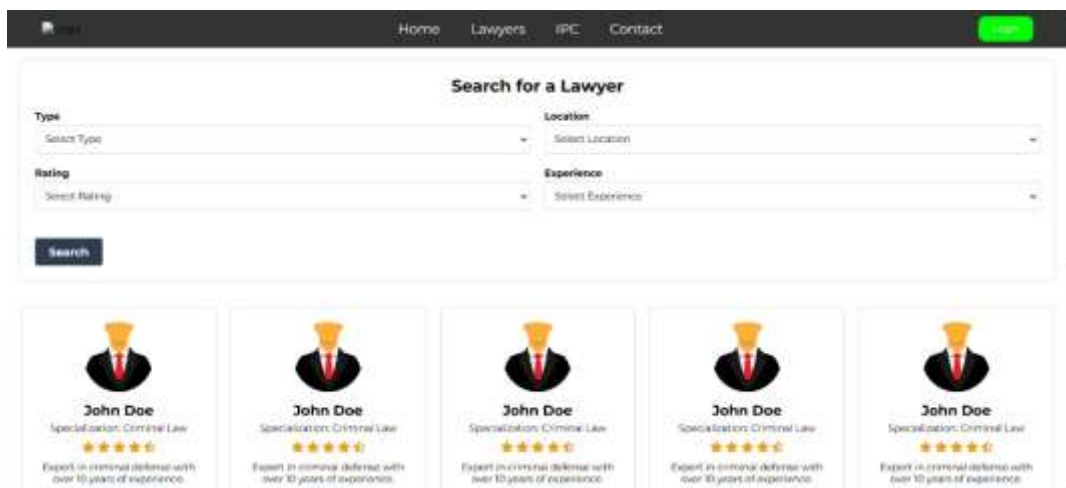 Home Lawyers IPC Contact Login
Search for a Lawyer
Type Location
Select Type Select Location
Rating Experience
Select Rating Select Experience
Search
John Doe John Doe John Doe John Doe John Doe
Specialization: Criminal Law Specialization: Criminal Law Specialization: Criminal Law Specialization: Criminal Law Specialization: Criminal Law
Expert in criminal defense with Expert in criminal defense with Expert in criminal defense with Expert in criminal defense with Expert in criminal defense with
over 10 years of experience. over 10 years of experience. over 10 years of experience. over 10 years of experience. over 10 years of experience.